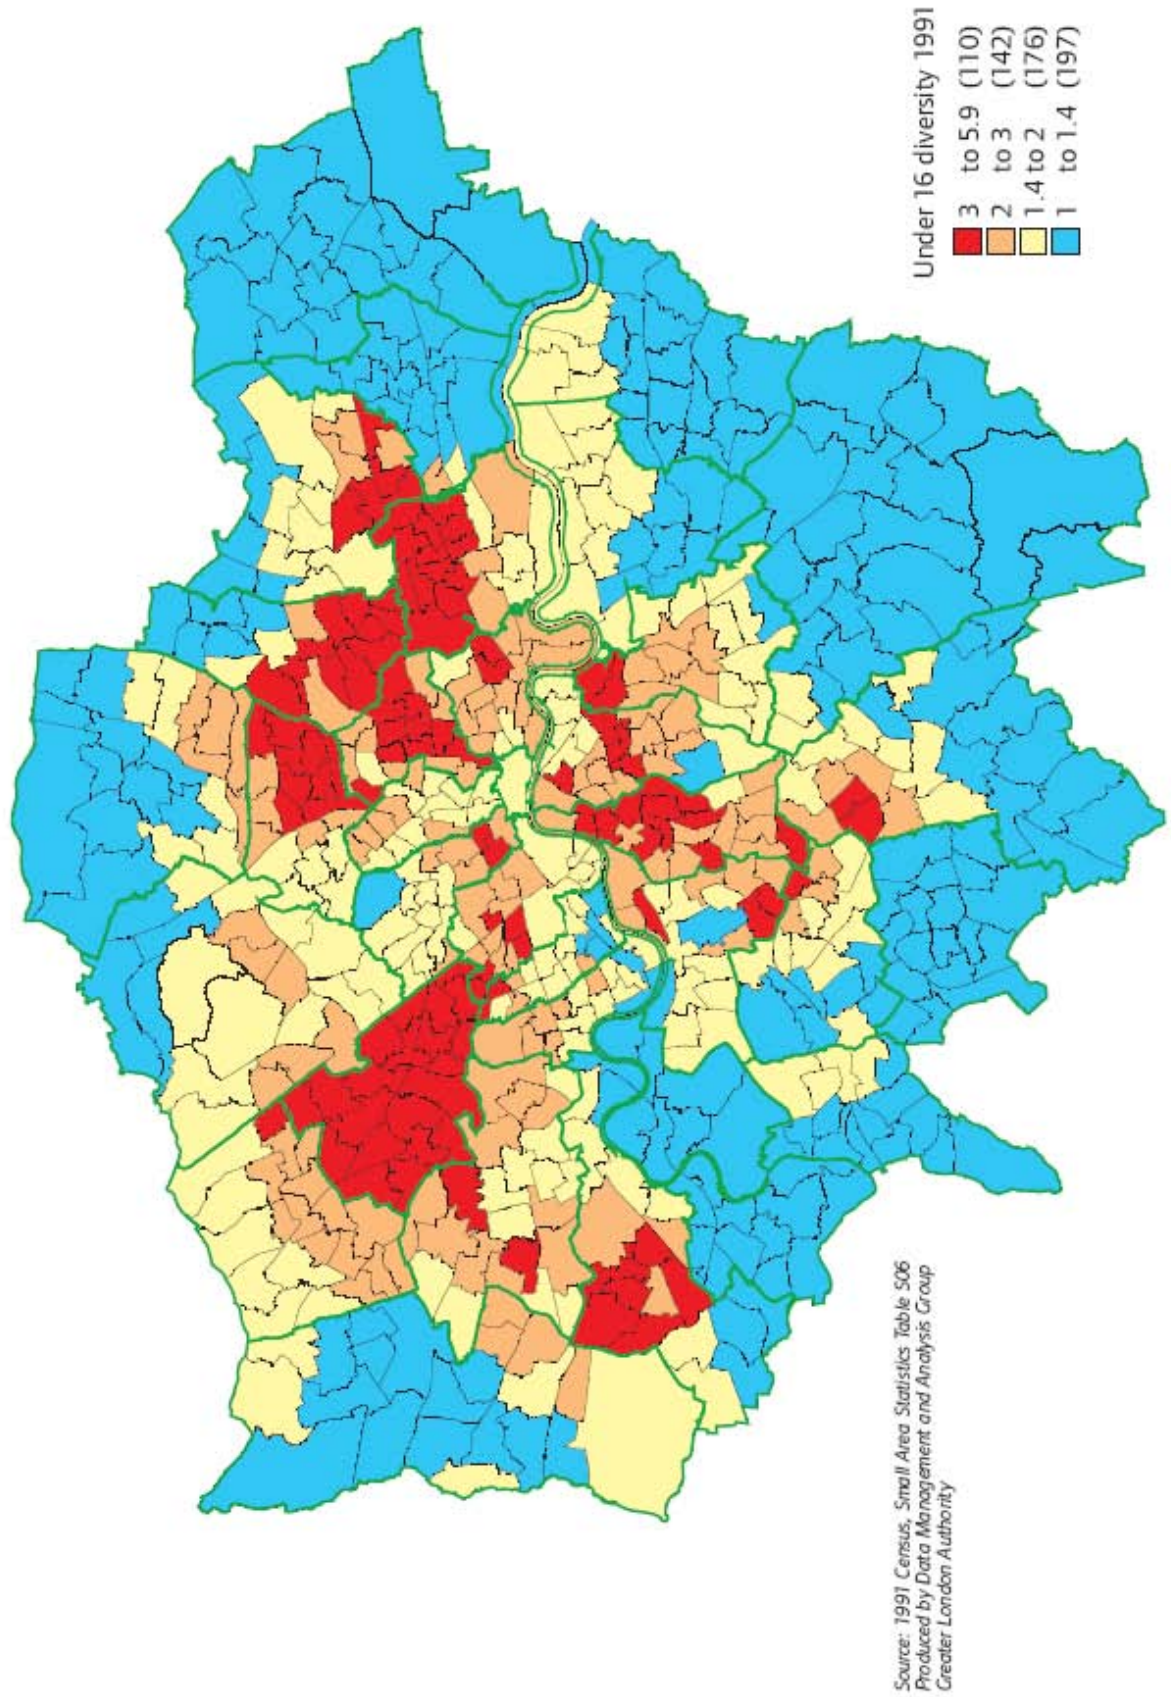 Under 16 diversity 1991
3 to 5.9 (110)
2 to 3 (142)
1.4 to 2 (176)
1 to 1.4 (197)
Source: 1991 Census, Small Area Statistics Table S06
Produced by Data Management and Analysis Group
Greater London Authority